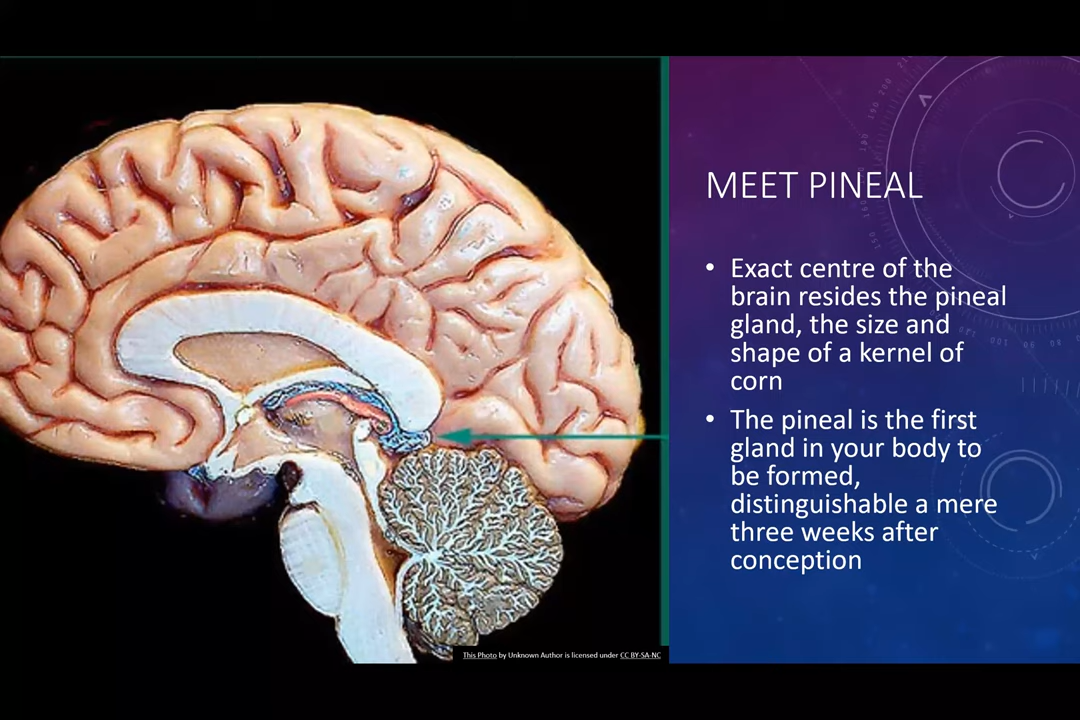 MEET PINEAL
• Exact centre of the
brain resides the pineal
gland, the size and
shape of a kernel of
corn
• The pineal is the first
gland in your body to
be formed,
distinguishable a mere
three weeks after
conception
This Photo by Unknown Author is licensed under CC BY-SA-NC